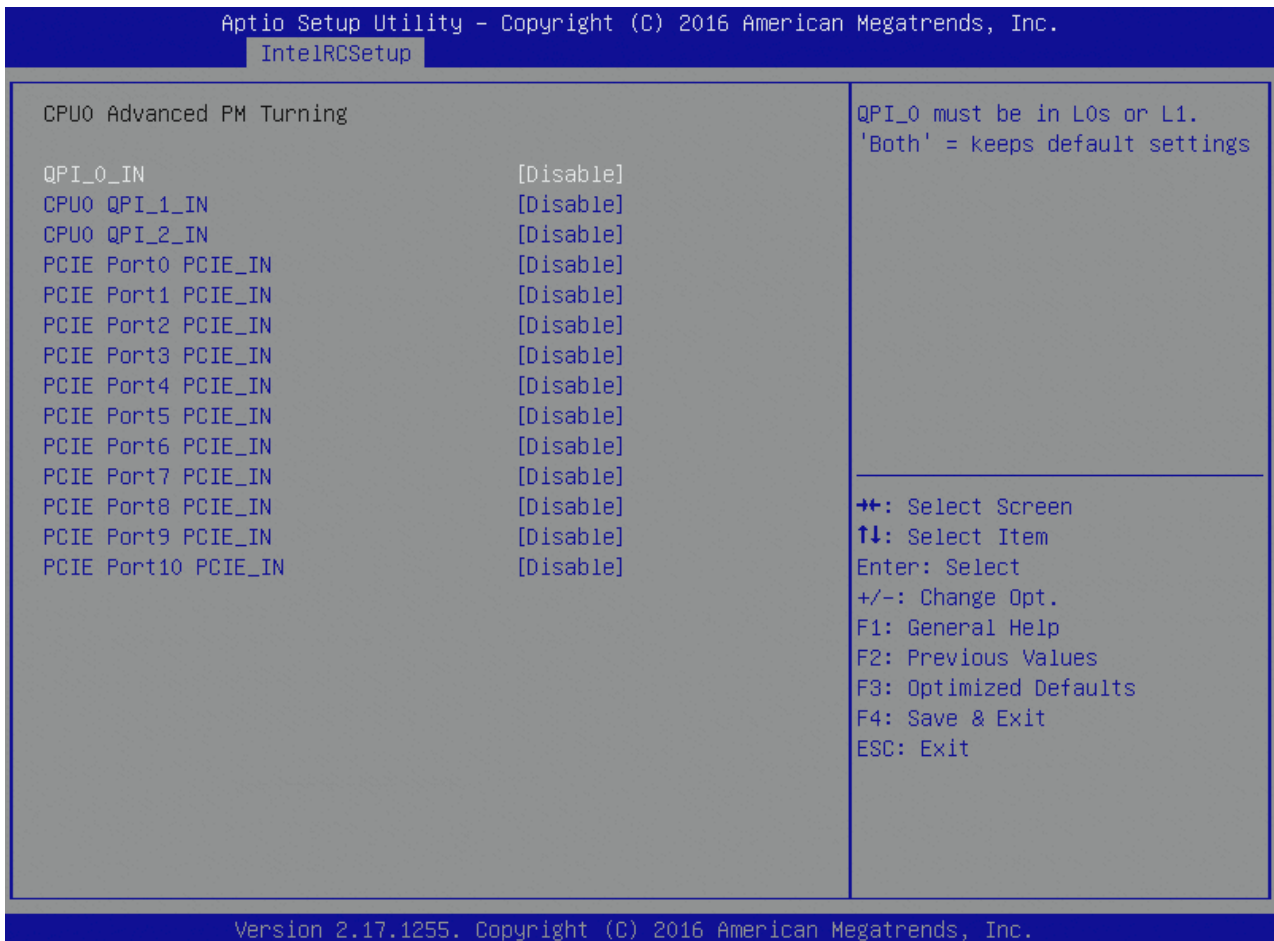 Aptio Setup Utility – Copyright (C) 2016 American Megatrends, Inc.
IntelRCSetup
CPU0 Advanced PM Turning
QPI_0_IN [Disable]
CPU0 QPI_1_IN [Disable]
CPU0 QPI_2_IN [Disable]
PCIE Port0 PCIE_IN [Disable]
PCIE Port1 PCIE_IN [Disable]
PCIE Port2 PCIE_IN [Disable]
PCIE Port3 PCIE_IN [Disable]
PCIE Port4 PCIE_IN [Disable]
PCIE Port5 PCIE_IN [Disable]
PCIE Port6 PCIE_IN [Disable]
PCIE Port7 PCIE_IN [Disable]
PCIE Port8 PCIE_IN [Disable]
PCIE Port9 PCIE_IN [Disable]
PCIE Port10 PCIE_IN [Disable]
QPI_0 must be in L0s or L1.
'Both' = keeps default settings
→←: Select Screen
↑↓: Select Item
Enter: Select
+/-: Change Opt.
F1: General Help
F2: Previous Values
F3: Optimized Defaults
F4: Save & Exit
ESC: Exit
Version 2.17.1255. Copyright (C) 2016 American Megatrends, Inc.